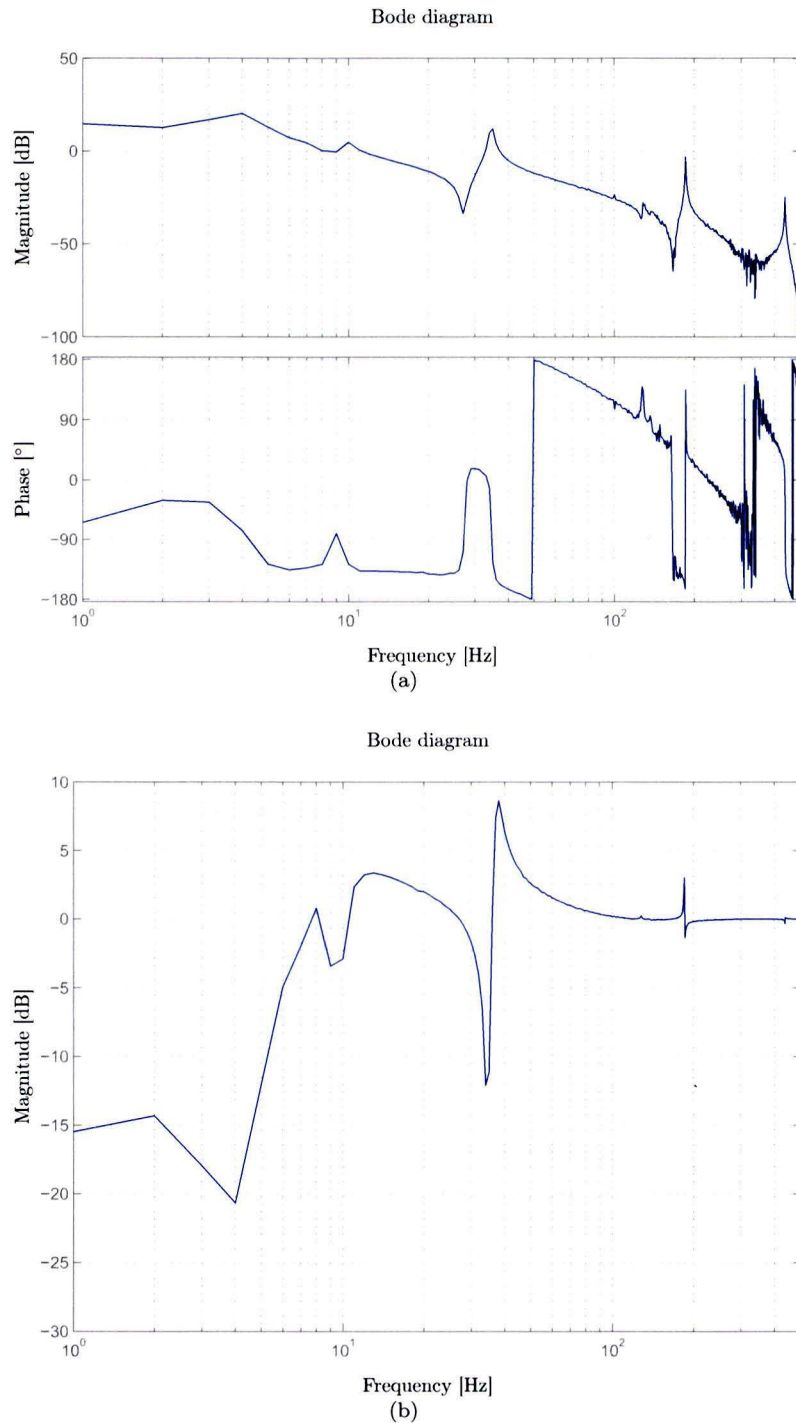 Bode diagram
50
0
−50
−100
Magnitude [dB]
180
90
0
−90
−180
Phase [°]
10^0
10^1
10^2
Frequency [Hz]
(a)
Bode diagram
10
5
0
−5
−10
−15
−20
−25
−30
Magnitude [dB]
10^0
10^1
10^2
Frequency [Hz]
(b)